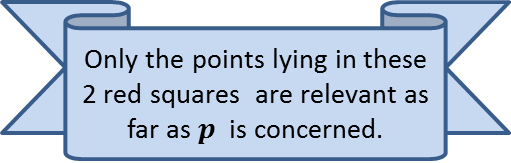 Only the points lying in these
2 red squares are relevant as
far as p is concerned.